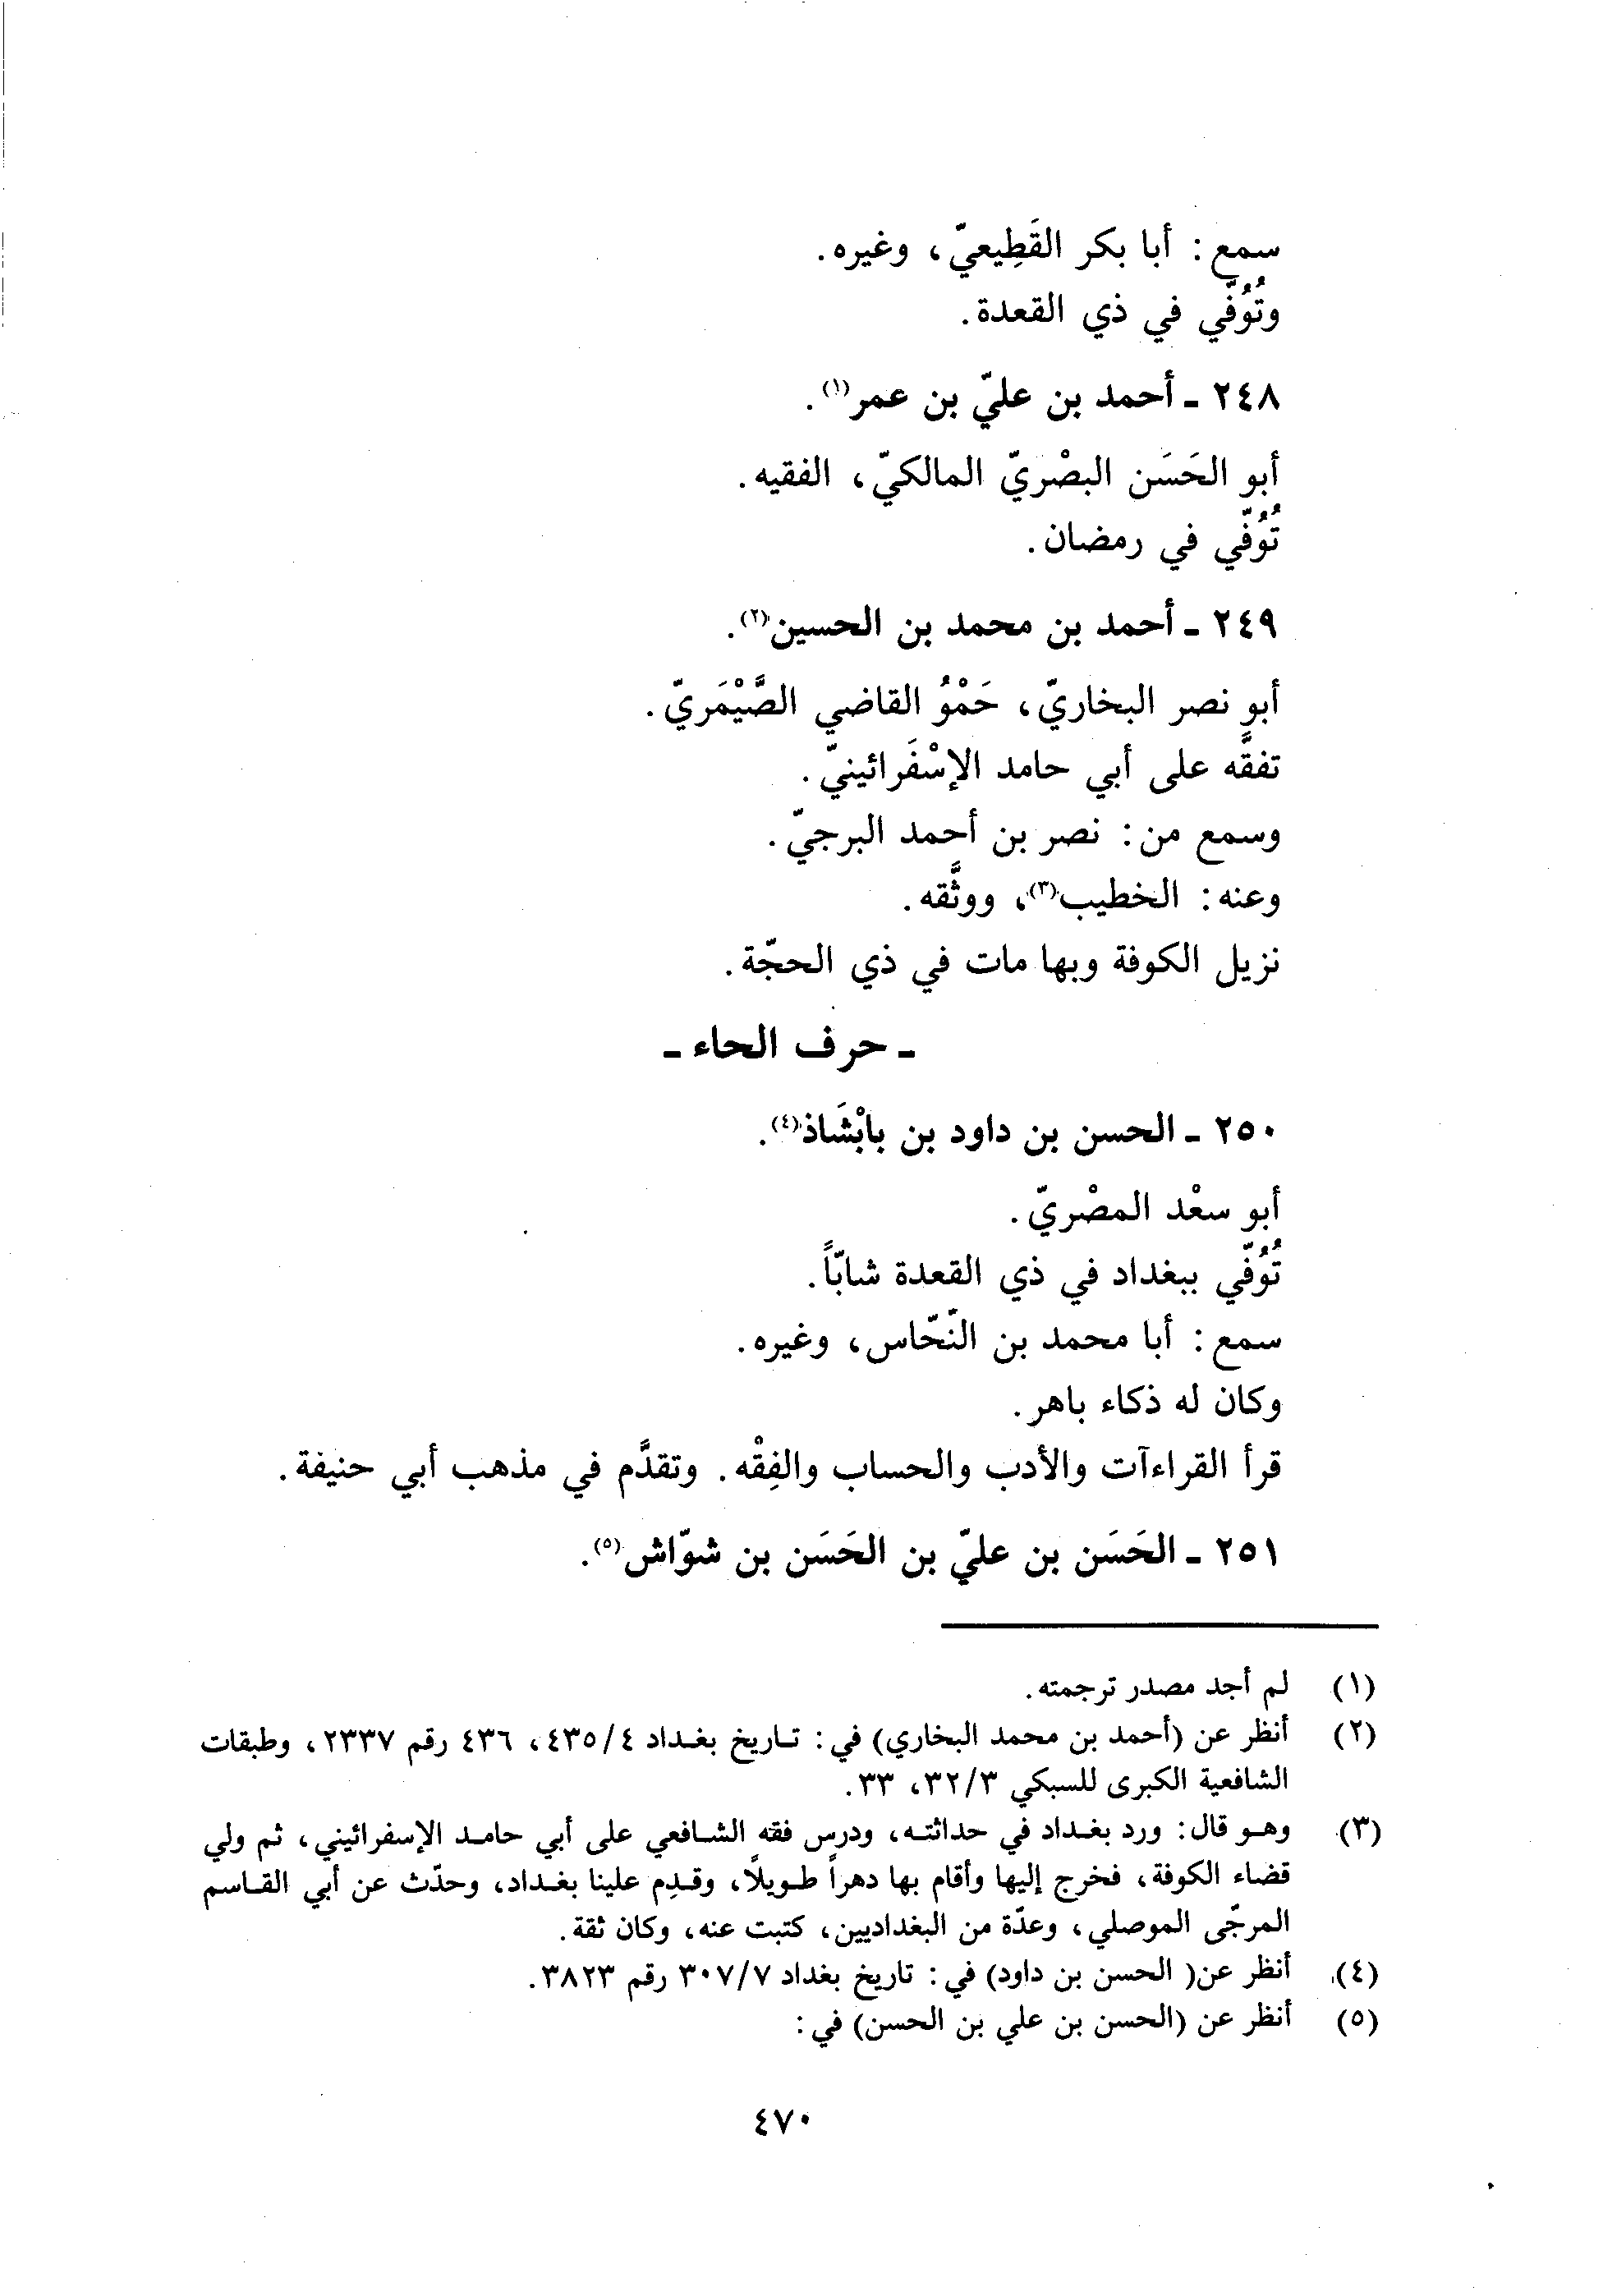 سمع: أبا بكر القَطِيعيّ، وغيره.
وتُوُفّي في ذي القعدة.
٢٤٨ ـ أحمد بن عليّ بن عمر(١).
أبو الحَسَن البصْريّ المالكيّ، الفقيه.
تُوُفّي في رمضان.
٢٤٩ ـ أحمد بن محمد بن الحسين(٢).
أبو نصر البخاريّ، حَمْوُ القاضي الصَّيْمَريّ.
تفقَّه على أبي حامد الإسْفَرائينيّ.
وسمع من: نصر بن أحمد البرجيّ.
وعنه: الخطيب(٣)، ووثَّقه.
نزيل الكوفة وبها مات في ذي الحجّة.
ـ حرف الحاء ـ
٢٥٠ ـ الحسن بن داود بن بابْشَاذ(٤).
أبو سعْد المصْريّ.
تُوُفّي ببغداد في ذي القعدة شابّاً.
سمع: أبا محمد بن النّحّاس، وغيره.
وكان له ذكاء باهر.
قرأ القراءآت والأدب والحساب والفِقْه. وتقدَّم في مذهب أبي حنيفة.
٢٥١ ـ الحَسَن بن عليّ بن الحَسَن بن شوّاش(٥).
(١) لم أجد مصدر ترجمته.
(٢) أنظر عن (أحمد بن محمد البخاري) في: تاريخ بغداد ٤/٤٣٥، ٤٣٦ رقم ٢٣٣٧، وطبقات
الشافعية الكبرى للسبكي ٣/٣٢، ٣٣.
(٣) وهو قال: ورد بغداد في حداثته، ودرس فقه الشافعي على أبي حامد الإسفرائيني، ثم ولي
قضاء الكوفة، فخرج إليها وأقام بها دهراً طويلًا، وقدِم علينا بغداد، وحدّث عن أبي القاسم
المرجّى الموصلي، وعدّة من البغداديين، كتبت عنه، وكان ثقة.
(٤) أنظر عن( الحسن بن داود) في: تاريخ بغداد ٧/٣٠٧ رقم ٣٨٢٣.
(٥) أنظر عن (الحسن بن علي بن الحسن) في:
٤٧٠